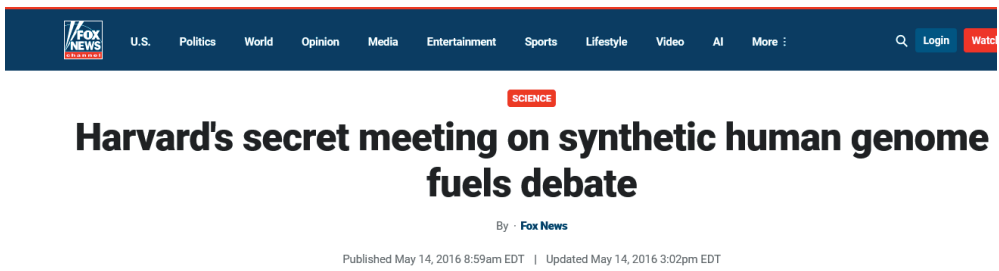 FOX
NEWS
channel
U.S. Politics World Opinion Media Entertainment Sports Lifestyle Video AI More Login Watch
SCIENCE
Harvard's secret meeting on synthetic human genome
fuels debate
By · Fox News
Published May 14, 2016 8:59am EDT | Updated May 14, 2016 3:02pm EDT